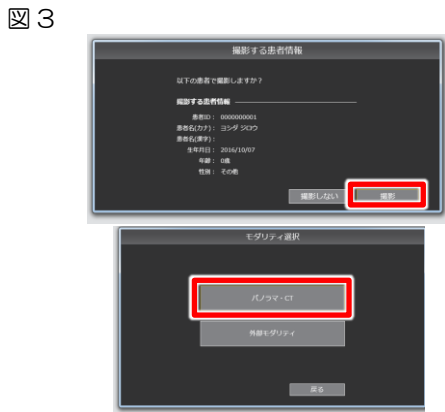 図３
撮影する患者情報
以下の患者で撮影しますか？
撮影する患者情報
患者ID： 0000000001
患者名(カナ)： ヨシダ ジロウ
患者名(漢字)：
生年月日： 2016/10/07
年齢： 0歳
性別： その他
撮影しない 撮影
モダリティ選択
パノラマ・CT
外部モダリティ
戻る